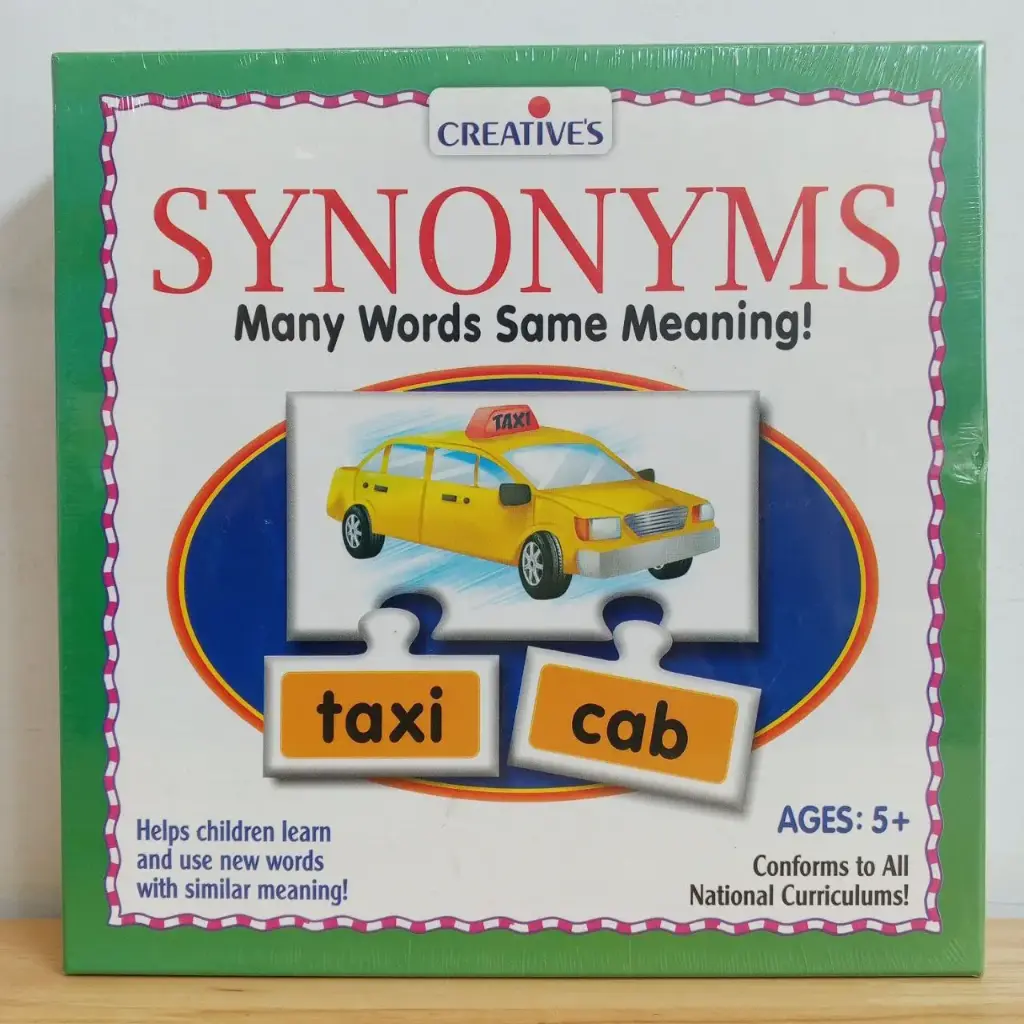 CREATIVE'S
SYNONYMS
Many Words Same Meaning!
TAXI
taxi
cab
Helps children learn
and use new words
with similar meaning!
AGES: 5+
Conforms to All
National Curriculums!